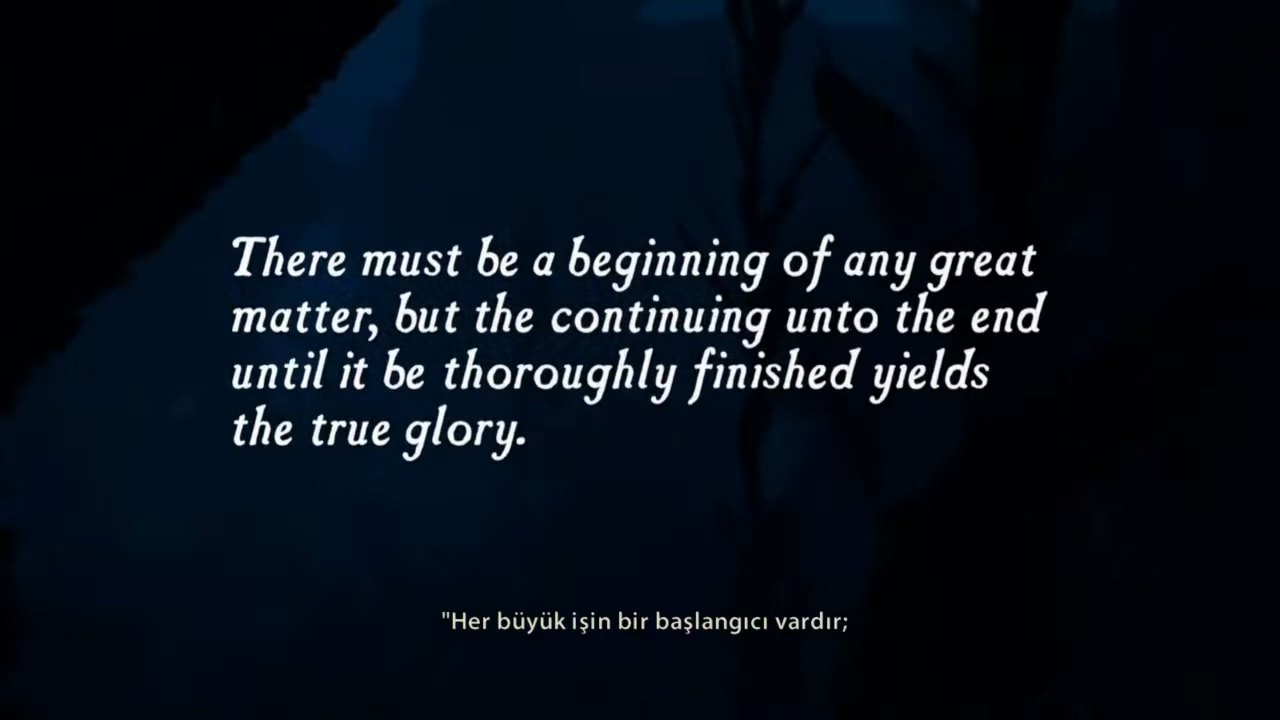 There must be a beginning of any great
matter, but the continuing unto the end
until it be thoroughly finished yields
the true glory.
"Her büyük işin bir başlangıcı vardır;